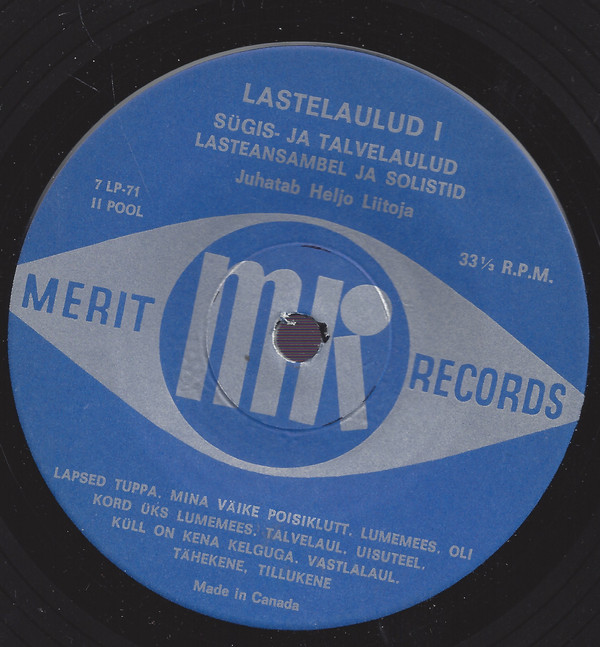 LASTELAULUD I
SÜGIS- JA TALVELAULUD
LASTEANSAMBEL JA SOLISTID
Juhatab Heljo Liitoja
7 LP-71
II POOL
33⅓ R.P.M.
MERIT
RECORDS
LAPSED TUPPA. MINA VÄIKE POISIKLUTT. LUMEMEES. OLI
KORD ÜKS LUMEMEES. TALVELAUL. UISUTEEL.
KÜLL ON KENA KELGUGA. VASTLALAUL.
TÄHEKENE, TILLUKENE
Made in Canada